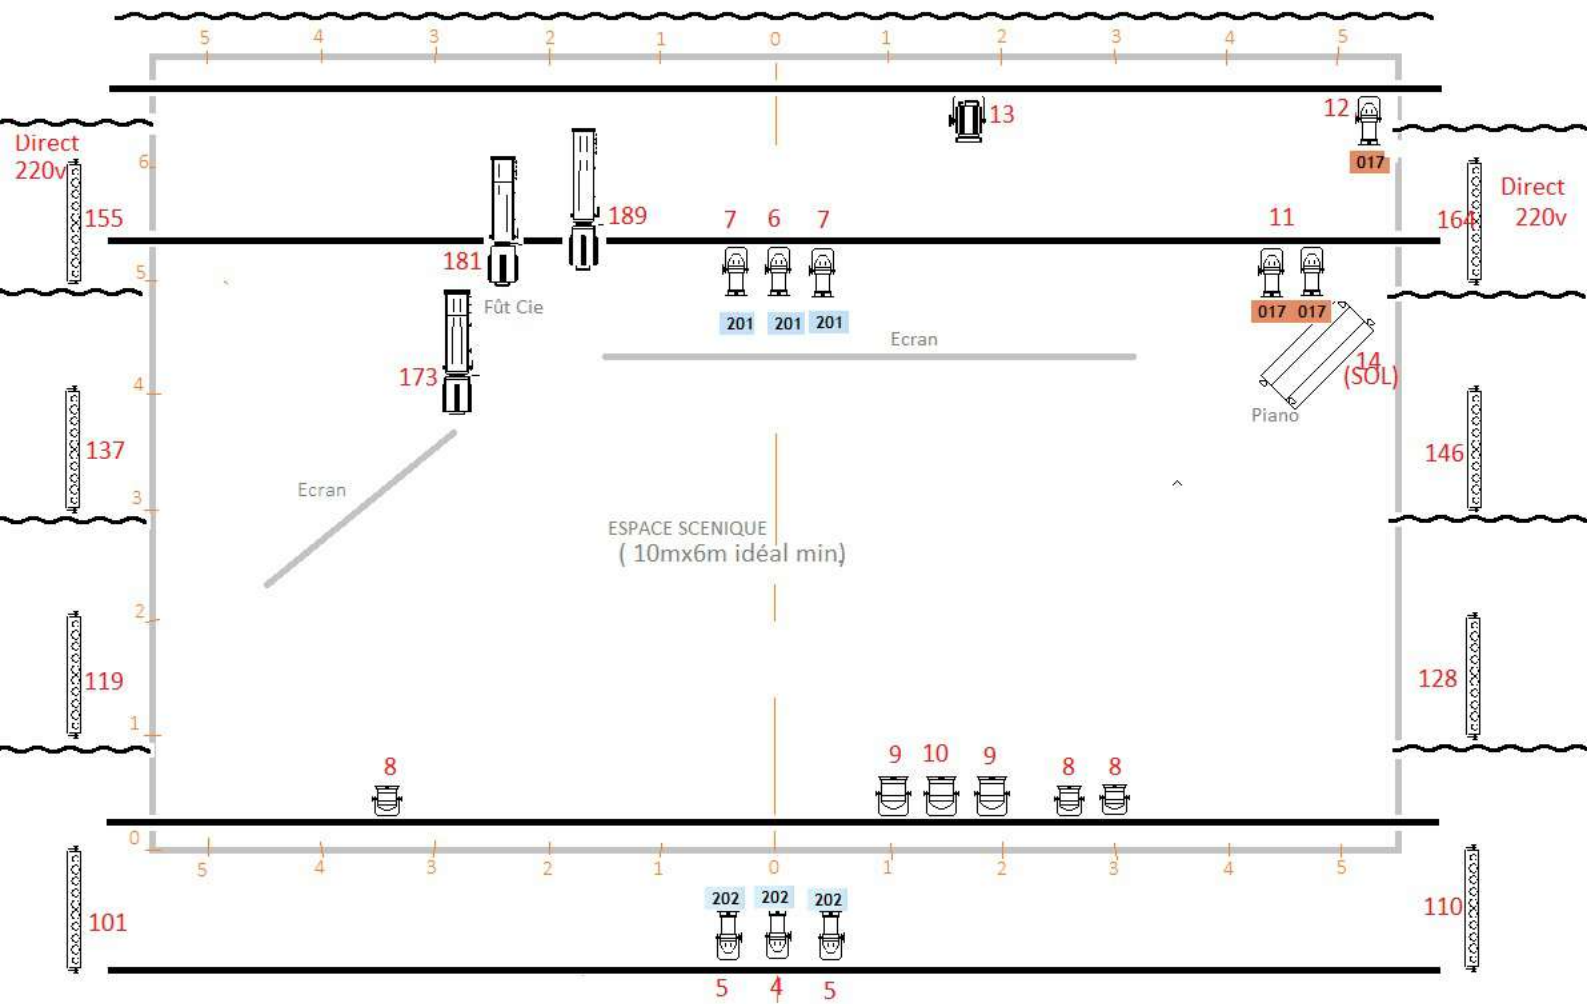 5 4 3 2 1 0 1 2 3 4 5
13
12
Direct
220v
6
017
155
189
7 6 7
11
164
Direct
220v
181
5
Fût Cie
201 201 201
017 017
Ecran
173
4
14
(SOL)
Piano
137
146
3
Ecran
ESPACE SCENIQUE
( 10mx6m idéal min)
2
119
128
1
8
9 10 9
8 8
0
5 4 3 2 1 0 1 2 3 4 5
202 202 202
101
110
5 4 5